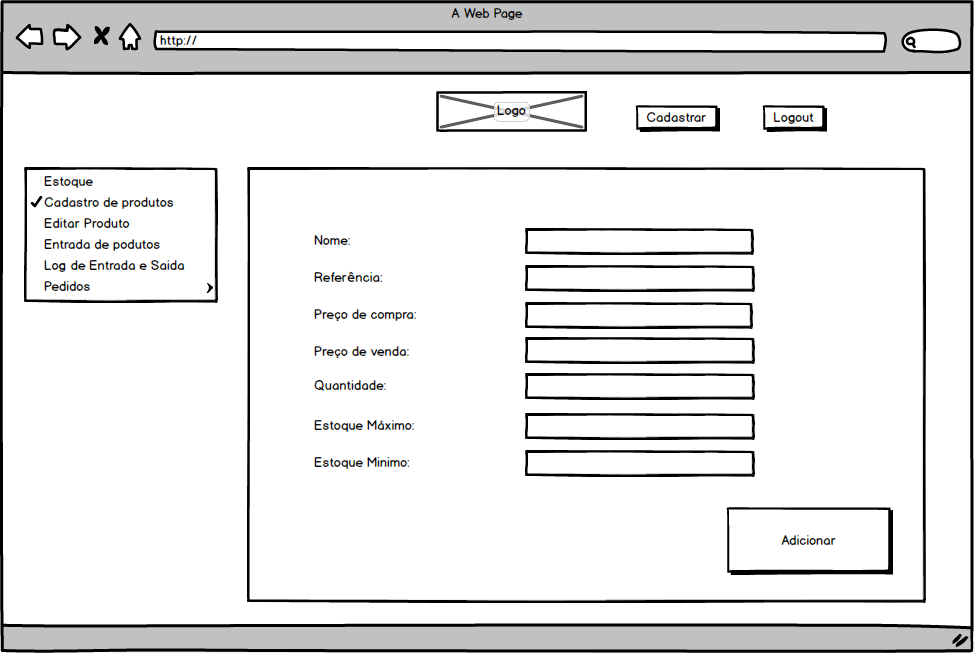 A Web Page
http://
Logo
Cadastrar
Logout
Estoque
Cadastro de produtos
Editar Produto
Entrada de podutos
Log de Entrada e Saida
Pedidos
Nome:
Referência:
Preço de compra:
Preço de venda:
Quantidade:
Estoque Máximo:
Estoque Minimo:
Adicionar